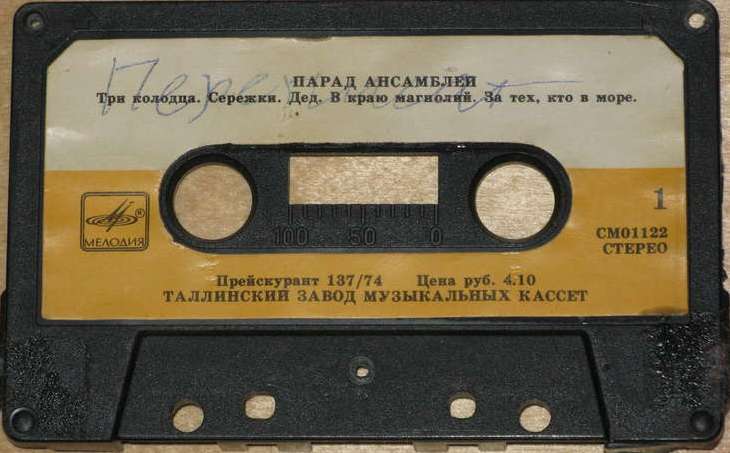 ПАРАД АНСАМБЛЕЙ
Три колодца. Сережки. Дед. В краю магнолий. За тех, кто в море.
1
МЕЛОДИЯ
СМ01122
СТЕРЕО
100 50 0
Прейскурант 137/74 Цена руб. 4.10
ТАЛЛИНСКИЙ ЗАВОД МУЗЫКАЛЬНЫХ КАССЕТ